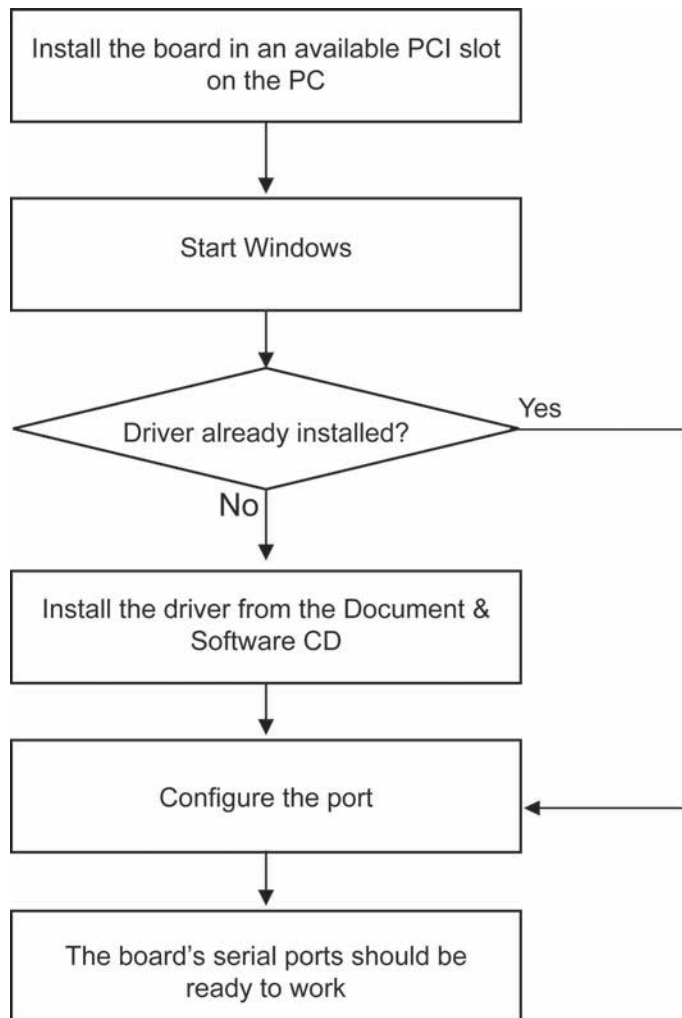 Install the board in an available PCI slot
on the PC
Start Windows
Driver already installed?
Yes
No
Install the driver from the Document &
Software CD
Configure the port
The board’s serial ports should be
ready to work